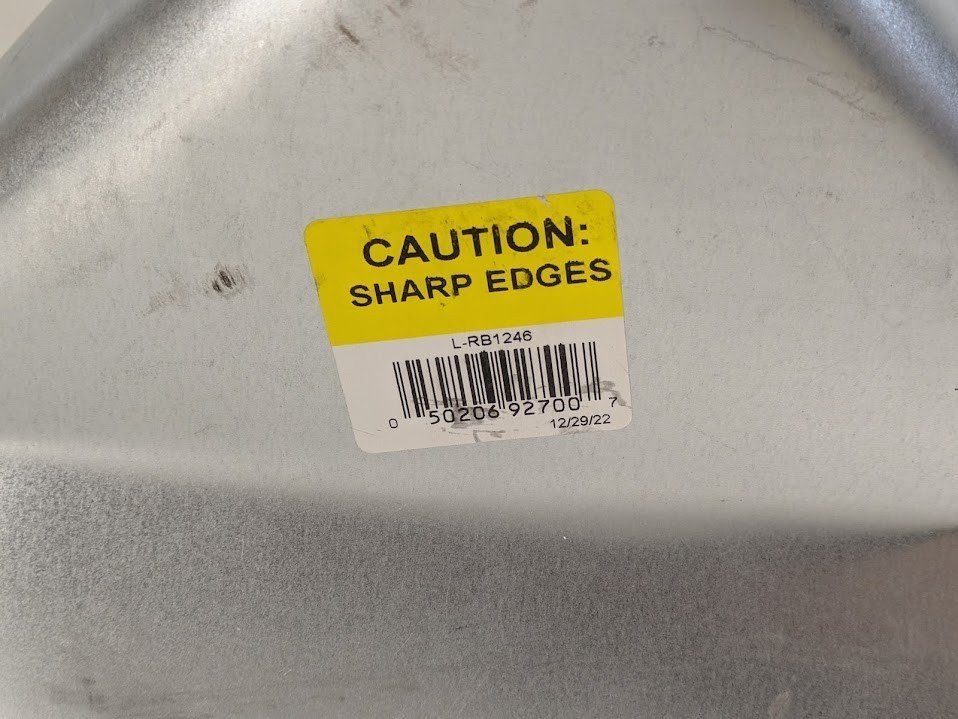 CAUTION:
SHARP EDGES
L-RB1246
0 50206 92700 7
12/29/22